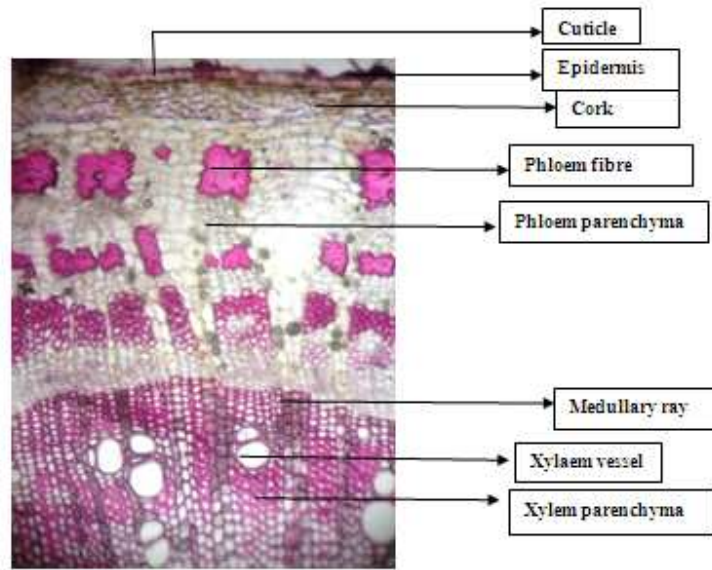 Cuticle
Epidermis
Cork
Phloem fibre
Phloem parenchyma
Medullary ray
Xylaem vessel
Xylem parenchyma